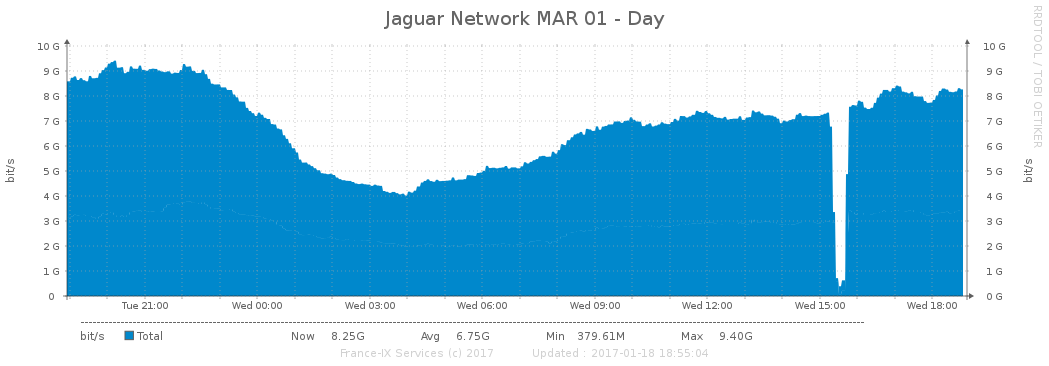 Jaguar Network MAR 01 - Day
RRDTOOL / TOBI OETIKER
bit/s
bit/s
10 G 10 G
9 G 9 G
8 G 8 G
7 G 7 G
6 G 6 G
5 G 5 G
4 G 4 G
3 G 3 G
2 G 2 G
1 G 1 G
0 0 G
Tue 21:00 Wed 00:00 Wed 03:00 Wed 06:00 Wed 09:00 Wed 12:00 Wed 15:00 Wed 18:00
bit/s Total Now 8.25G Avg 6.75G Min 379.61M Max 9.40G
France-IX Services (c) 2017 Updated : 2017-01-18 18:55:04